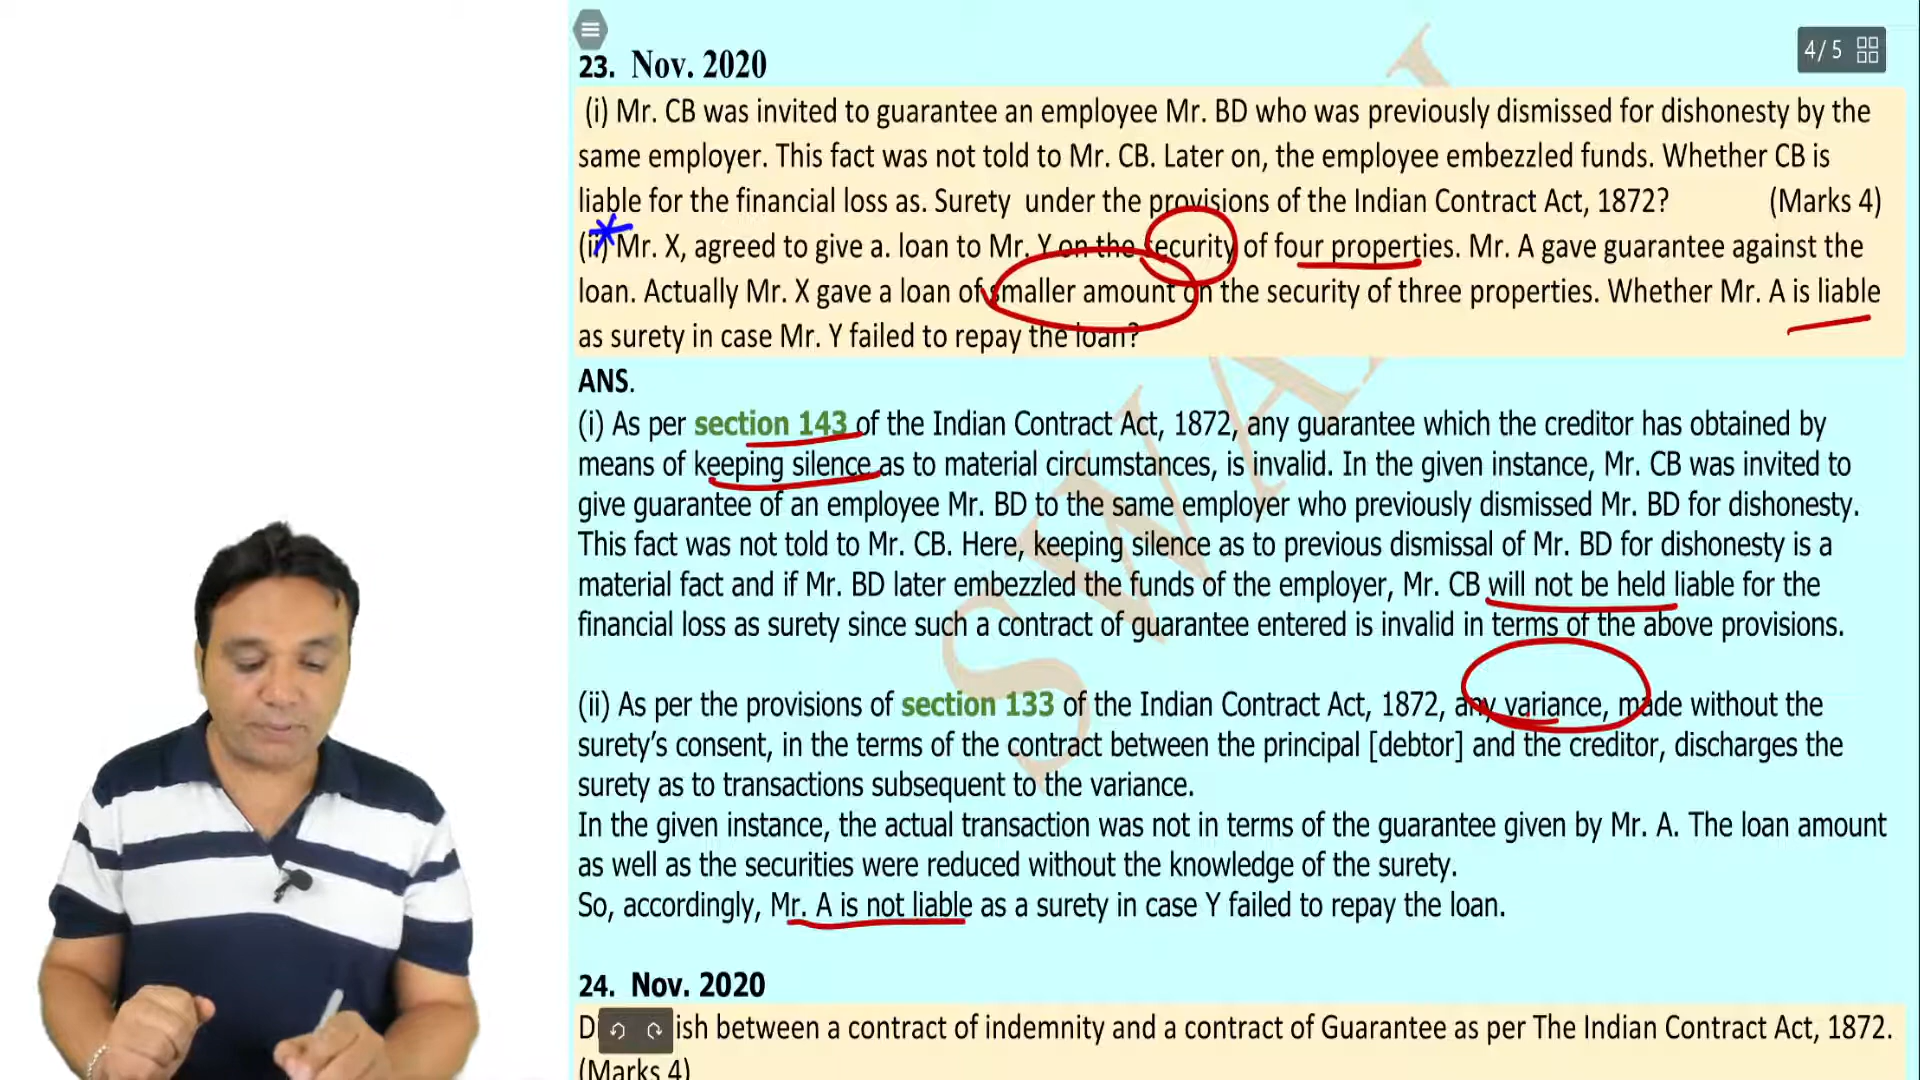 4/5
23. Nov. 2020
(i) Mr. CB was invited to guarantee an employee Mr. BD who was previously dismissed for dishonesty by the
same employer. This fact was not told to Mr. CB. Later on, the employee embezzled funds. Whether CB is
liable for the financial loss as. Surety under the provisions of the Indian Contract Act, 1872? (Marks 4)
(ii) Mr. X, agreed to give a. loan to Mr. Y on the security of four properties. Mr. A gave guarantee against the
loan. Actually Mr. X gave a loan of smaller amount on the security of three properties. Whether Mr. A is liable
as surety in case Mr. Y failed to repay the loan?
ANS.
(i) As per section 143 of the Indian Contract Act, 1872, any guarantee which the creditor has obtained by
means of keeping silence as to material circumstances, is invalid. In the given instance, Mr. CB was invited to
give guarantee of an employee Mr. BD to the same employer who previously dismissed Mr. BD for dishonesty.
This fact was not told to Mr. CB. Here, keeping silence as to previous dismissal of Mr. BD for dishonesty is a
material fact and if Mr. BD later embezzled the funds of the employer, Mr. CB will not be held liable for the
financial loss as surety since such a contract of guarantee entered is invalid in terms of the above provisions.
(ii) As per the provisions of section 133 of the Indian Contract Act, 1872, any variance, made without the
surety's consent, in the terms of the contract between the principal [debtor] and the creditor, discharges the
surety as to transactions subsequent to the variance.
In the given instance, the actual transaction was not in terms of the guarantee given by Mr. A. The loan amount
as well as the securities were reduced without the knowledge of the surety.
So, accordingly, Mr. A is not liable as a surety in case Y failed to repay the loan.
24. Nov. 2020
ish between a contract of indemnity and a contract of Guarantee as per The Indian Contract Act, 1872.
(Marks 4)